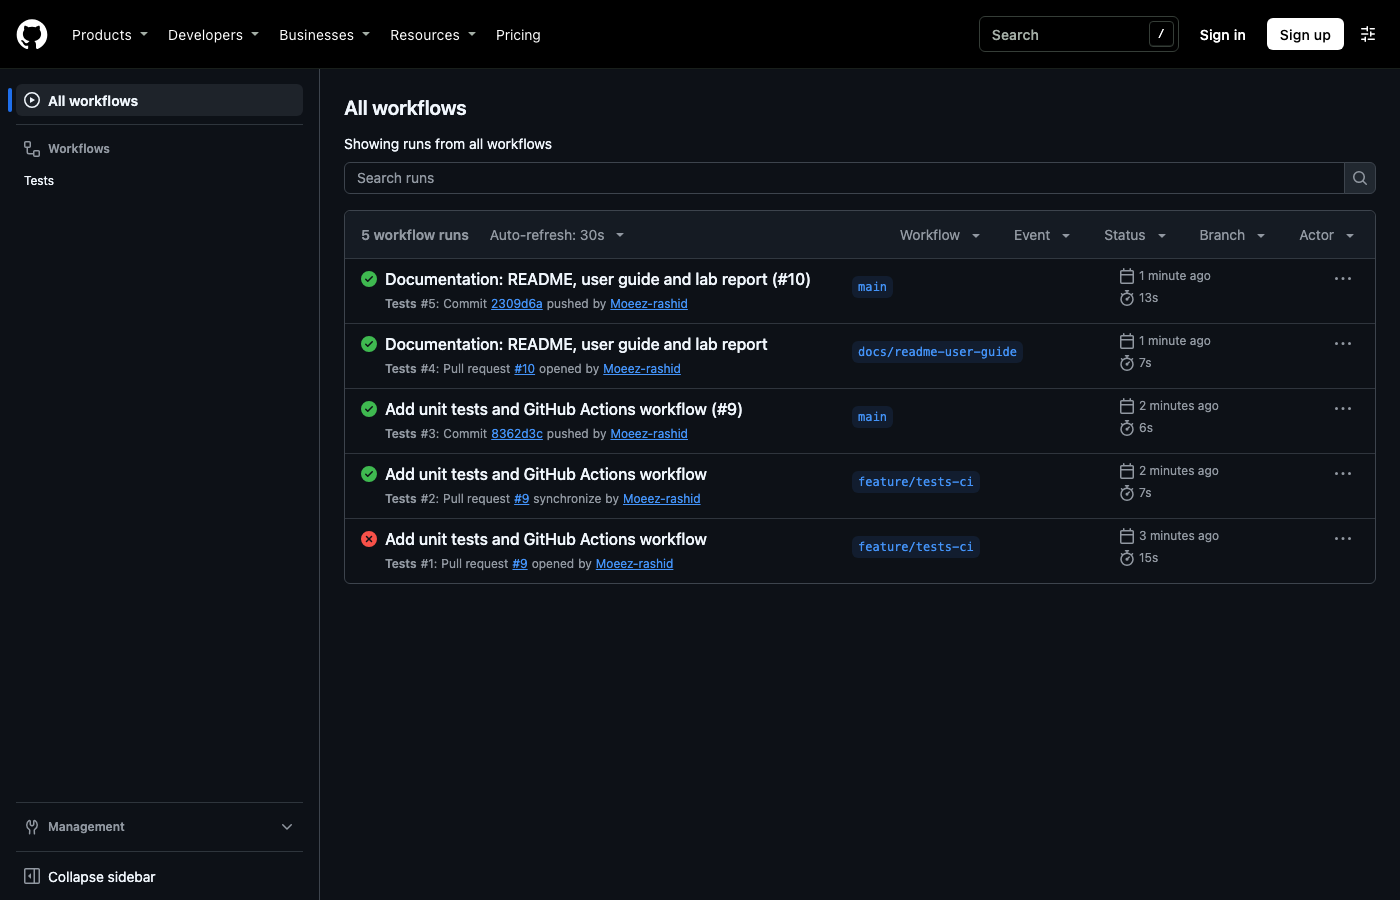 Products Developers Businesses Resources Pricing Search / Sign in Sign up
All workflows
Workflows
Tests
Management
Collapse sidebar
All workflows
Showing runs from all workflows
Search runs
5 workflow runs Auto-refresh: 30s Workflow Event Status Branch Actor
Documentation: README, user guide and lab report (#10) main 1 minute ago
Tests #5: Commit 2309d6a pushed by Moeez-rashid 13s
Documentation: README, user guide and lab report docs/readme-user-guide 1 minute ago
Tests #4: Pull request #10 opened by Moeez-rashid 7s
Add unit tests and GitHub Actions workflow (#9) main 2 minutes ago
Tests #3: Commit 8362d3c pushed by Moeez-rashid 6s
Add unit tests and GitHub Actions workflow feature/tests-ci 2 minutes ago
Tests #2: Pull request #9 synchronize by Moeez-rashid 7s
Add unit tests and GitHub Actions workflow feature/tests-ci 3 minutes ago
Tests #1: Pull request #9 opened by Moeez-rashid 15s